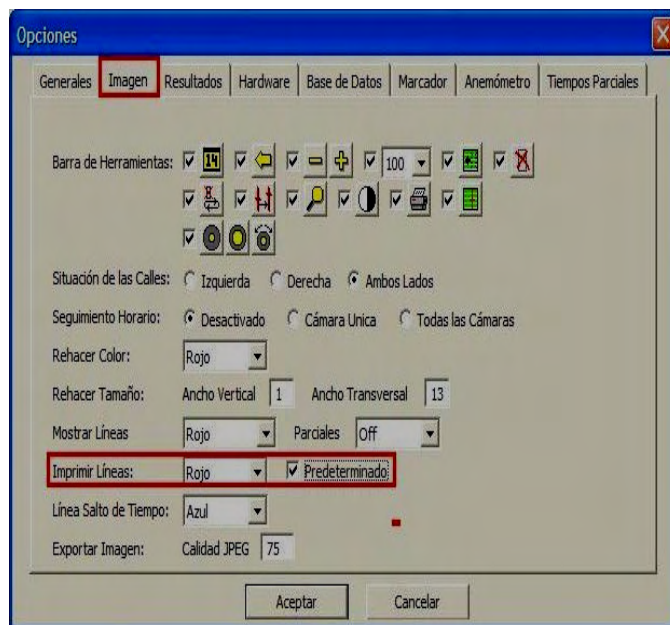 Opciones
Generales Imagen Resultados Hardware Base de Datos Marcador Anemómetro Tiempos Parciales
Barra de Herramientas: 14 100
Situación de las Calles: Izquierda Derecha Ambos Lados
Seguimiento Horario: Desactivado Cámara Unica Todas las Cámaras
Rehacer Color: Rojo
Rehacer Tamaño: Ancho Vertical 1 Ancho Transversal 13
Mostrar Líneas Rojo Parciales Off
Imprimir Líneas: Rojo Predeterminado
Línea Salto de Tiempo: Azul
Exportar Imagen: Calidad JPEG 75
Aceptar Cancelar